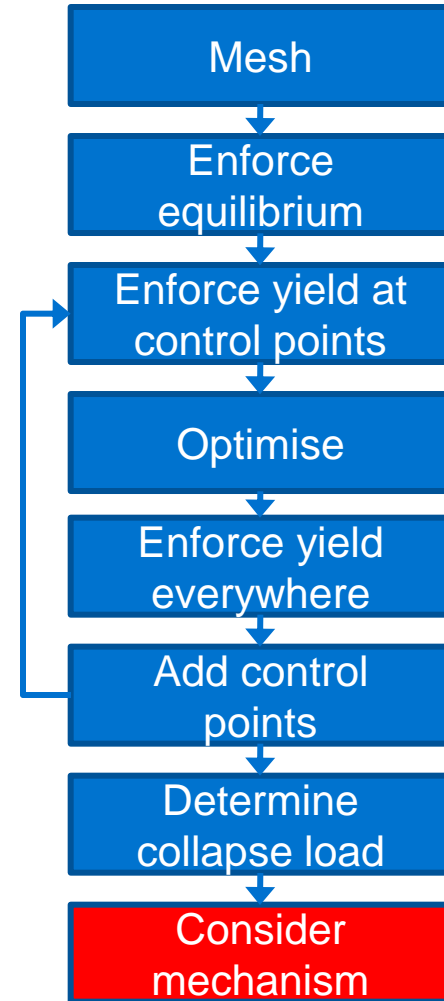 Mesh
Enforce
equilibrium
Enforce yield at
control points
Optimise
Enforce yield
everywhere
Add control
points
Determine
collapse load
Consider
mechanism